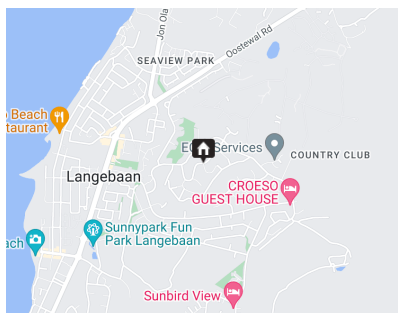 Jon Ola
Oostewal Rd
SEAVIEW PARK
Beach
staurant
Services
COUNTRY CLUB
Langebaan
CROESO
GUEST HOUSE
Sunnypark Fun
Park Langebaan
ach
Sunbird View